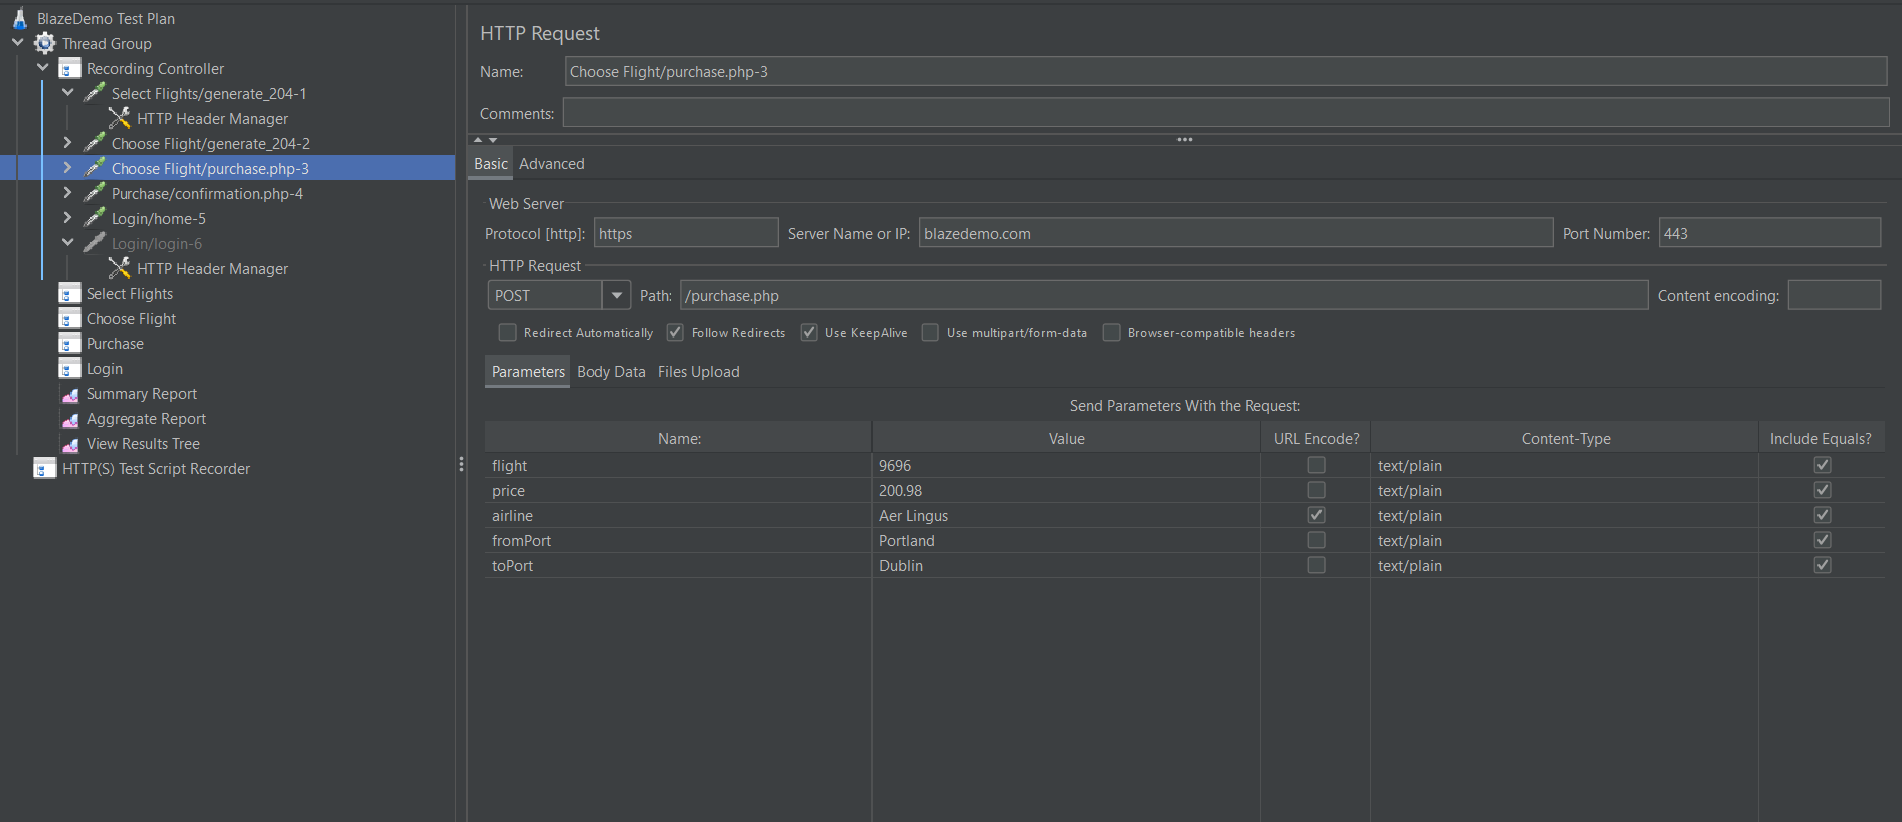 BlazeDemo Test Plan
Thread Group
Recording Controller
Select Flights/generate_204-1
HTTP Header Manager
Choose Flight/generate_204-2
Choose Flight/purchase.php-3
Purchase/confirmation.php-4
Login/home-5
Login/login-6
HTTP Header Manager
Select Flights
Choose Flight
Purchase
Login
Summary Report
Aggregate Report
View Results Tree
HTTP(S) Test Script Recorder
HTTP Request
Name: Choose Flight/purchase.php-3
Comments:
Basic Advanced
Web Server
Protocol [http]: https Server Name or IP: blazedemo.com Port Number: 443
HTTP Request
POST Path: /purchase.php Content encoding:
Redirect Automatically Follow Redirects Use KeepAlive Use multipart/form-data Browser-compatible headers
Parameters Body Data Files Upload
Send Parameters With the Request:
Name: Value URL Encode? Content-Type Include Equals?
flight 9696 text/plain
price 200.98 text/plain
airline Aer Lingus text/plain
fromPort Portland text/plain
toPort Dublin text/plain